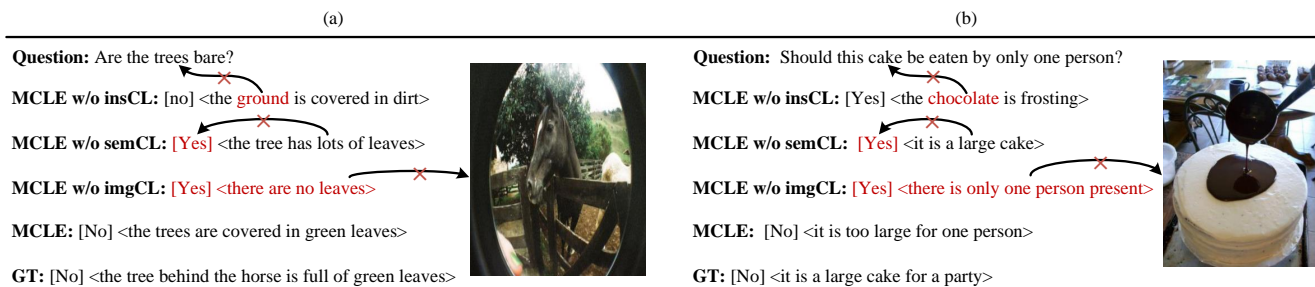 (a)
Question: Are the trees bare?
MCLE w/o insCL: [no] <the ground is covered in dirt>
MCLE w/o semCL: [Yes] <the tree has lots of leaves>
MCLE w/o imgCL: [Yes] <there are no leaves>
MCLE: [No] <the trees are covered in green leaves>
GT: [No] <the tree behind the horse is full of green leaves>
(b)
Question: Should this cake be eaten by only one person?
MCLE w/o insCL: [Yes] <the chocolate is frosting>
MCLE w/o semCL: [Yes] <it is a large cake>
MCLE w/o imgCL: [Yes] <there is only one person present>
MCLE: [No] <it is too large for one person>
GT: [No] <it is a large cake for a party>